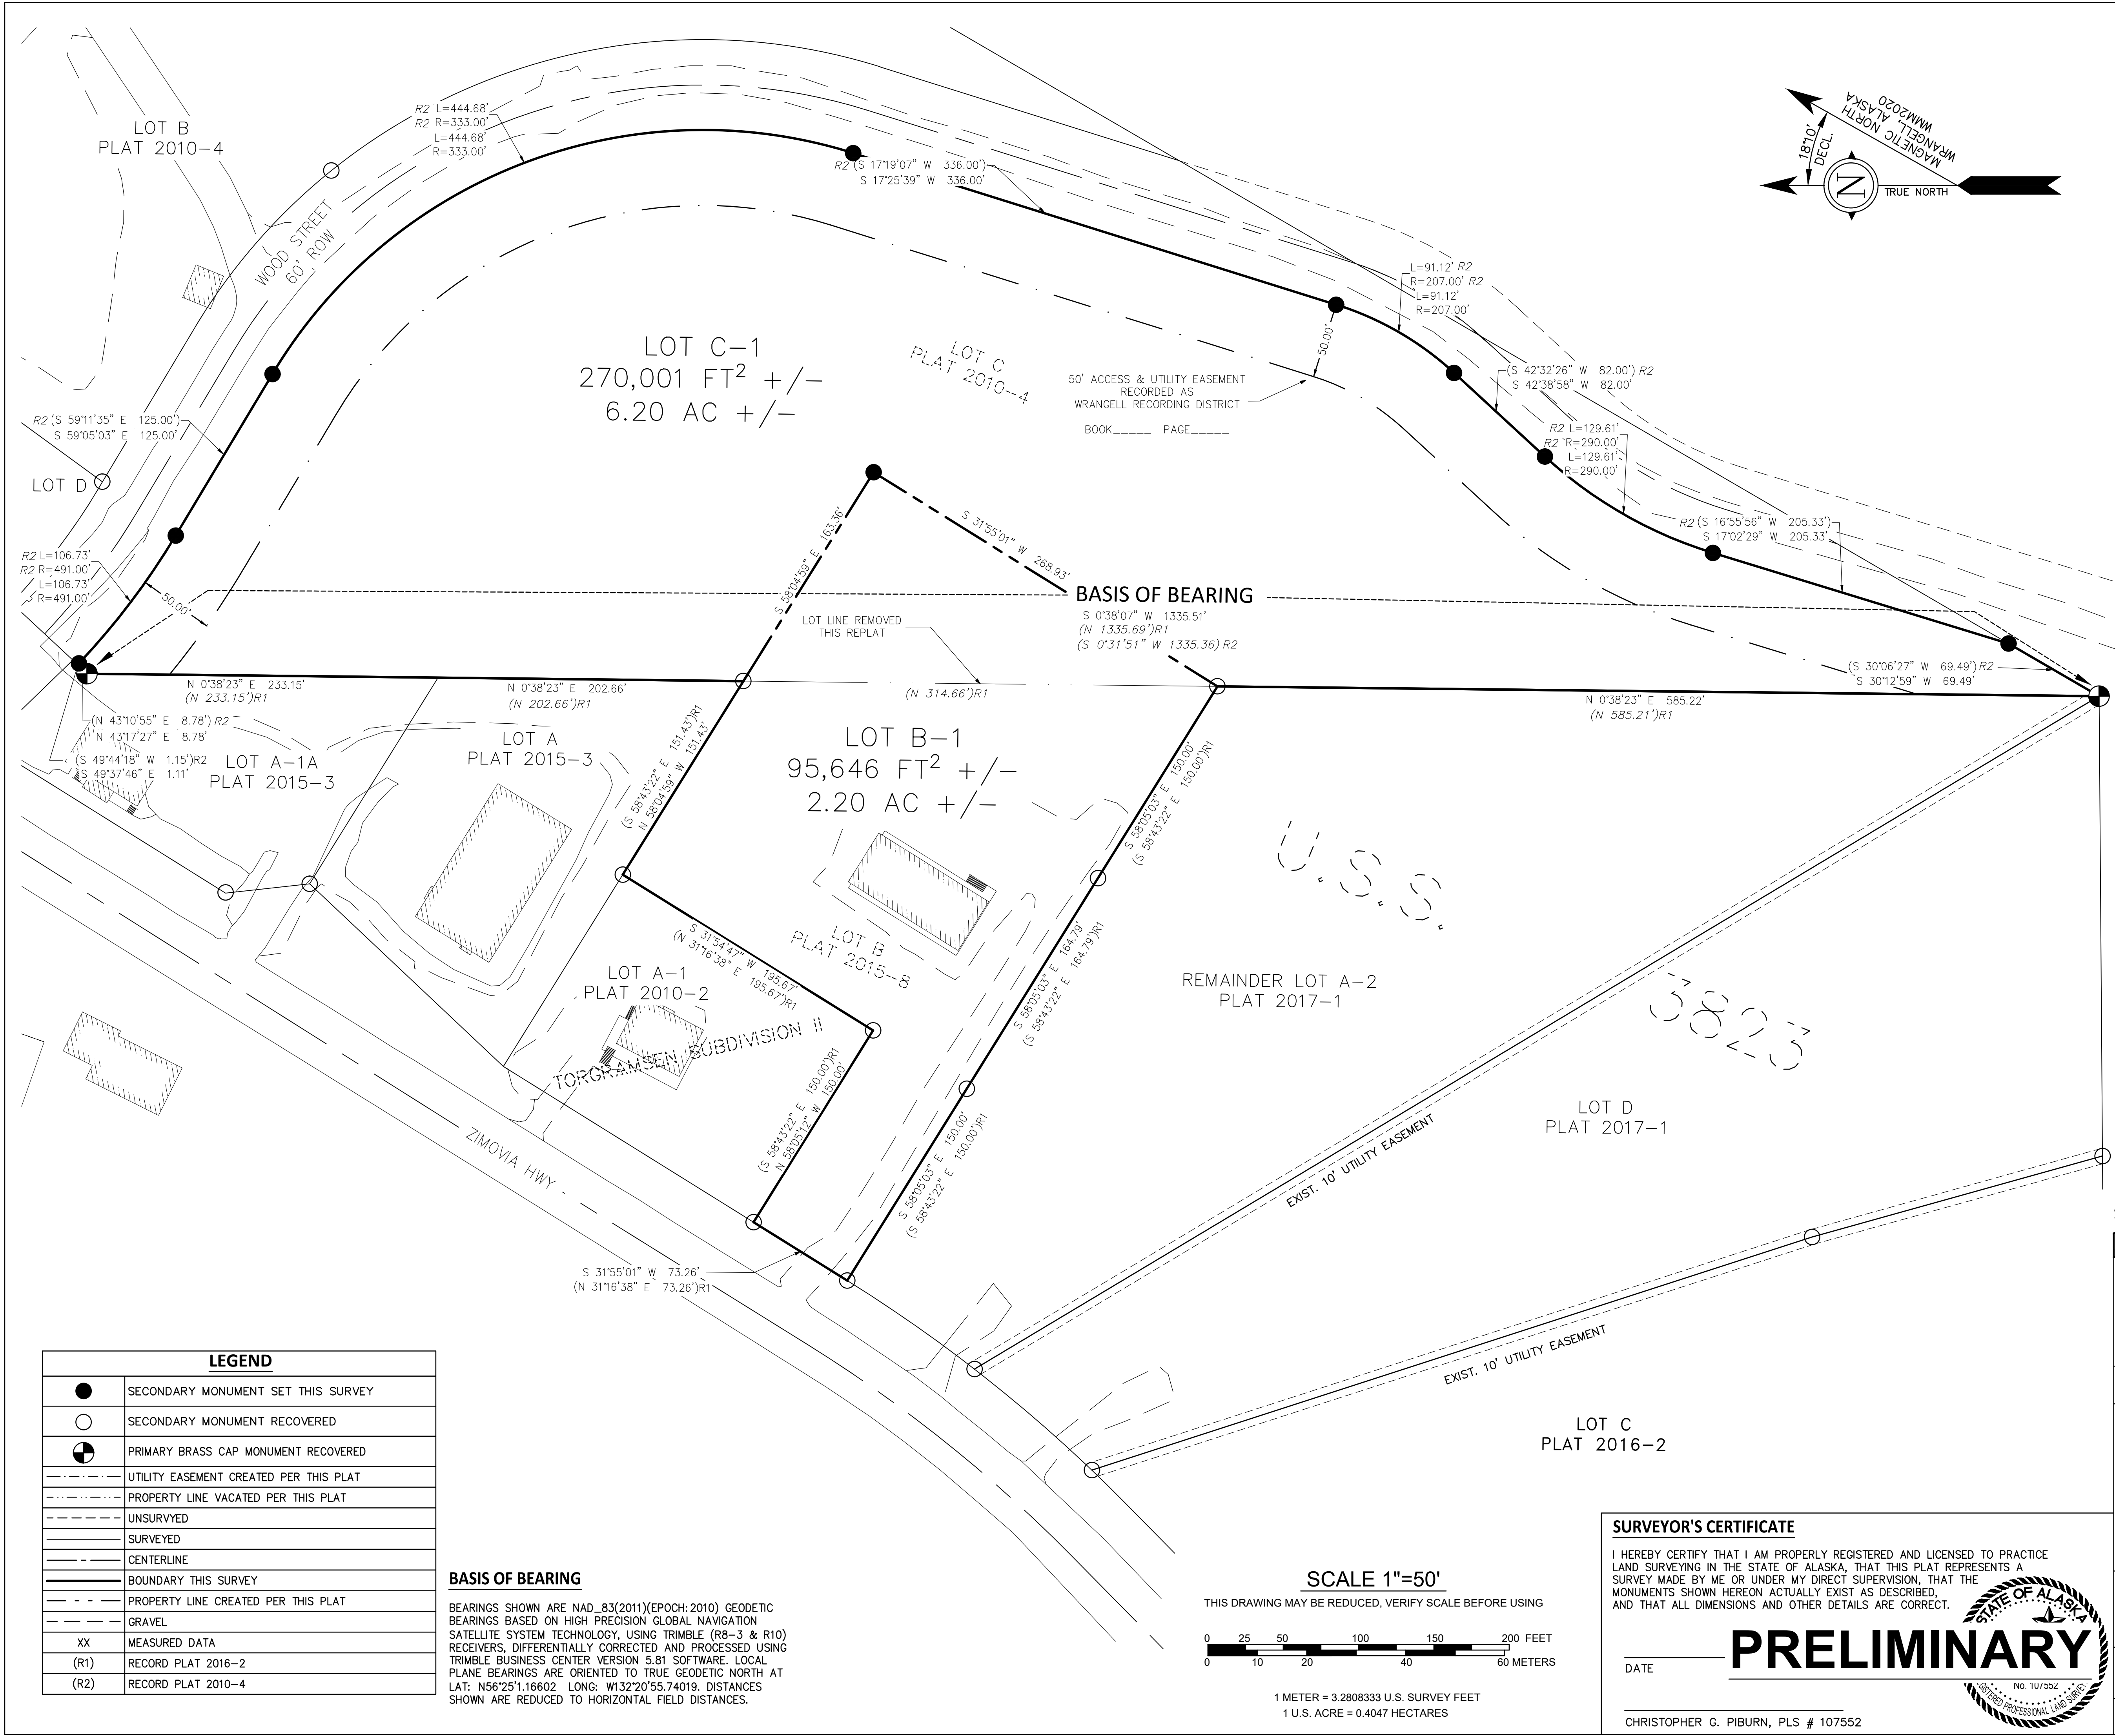 LOT B
PLAT 2010-4
R2 L=444.68'
R2 R=333.00'
L=444.68'
R=333.00'
R2 (S 17°19'07" W 336.00')
S 17°25'39" W 336.00'
WOOD STREET
60' ROW
MAGNETIC NORTH
WRANGELL, ALASKA
WMM2020
18°10'
DECL.
N
TRUE NORTH
L=91.12' R2
R=207.00' R2
L=91.12'
R=207.00'
50.00'
LOT C-1
270,001 FT² +/-
6.20 AC +/-
LOT C
PLAT 2010-4
50' ACCESS & UTILITY EASEMENT
RECORDED AS
WRANGELL RECORDING DISTRICT
BOOK_____ PAGE_____
(S 42°32'26" W 82.00') R2
S 42°38'58" W 82.00'
R2 L=129.61'
R2 R=290.00'
L=129.61'
R=290.00'
R2 (S 59°11'35" E 125.00')
S 59°05'03" E 125.00'
LOT D
R2 (S 16°55'56" W 205.33')
S 17°02'29" W 205.33'
R2 L=106.73'
R2 R=491.00'
L=106.73'
R=491.00'
50.00'
S 58°04'59" E 163.36'
S 31°55'01" W 268.93'
BASIS OF BEARING
S 0°38'07" W 1335.51'
(N 1335.69')R1
(S 0°31'51" W 1335.36) R2
LOT LINE REMOVED
THIS REPLAT
(S 30°06'27" W 69.49') R2
S 30°12'59" W 69.49'
N 0°38'23" E 233.15'
(N 233.15')R1
N 0°38'23" E 202.66'
(N 202.66')R1
(N 314.66')R1
N 0°38'23" E 585.22'
(N 585.21')R1
(N 43°10'55" E 8.78') R2
N 43°17'27" E 8.78'
(S 49°44'18" W 1.15')R2
S 49°37'46" E 1.11'
LOT A-1A
PLAT 2015-3
LOT A
PLAT 2015-3
(S 58°43'22" E 151.43')R1
N 58°04'59" W 151.43'
LOT B-1
95,646 FT² +/-
2.20 AC +/-
S 58°05'03" E 150.00'
(S 58°43'22" E 150.00')R1
U.S.S.
3823
S 31°54'47" W 195.67'
(N 31°16'38" E 195.67')R1
LOT B
PLAT 2015-8
S 58°05'03" E 164.79'
(S 58°43'22" E 164.79')R1
LOT A-1
PLAT 2010-2
TORGRAMSEN SUBDIVISION II
REMAINDER LOT A-2
PLAT 2017-1
(S 58°43'22" E 150.00')R1
N 58°05'12" W 150.00'
S 58°05'03" E 150.00'
(S 58°43'22" E 150.00')R1
LOT D
PLAT 2017-1
EXIST. 10' UTILITY EASEMENT
ZIMOVIA HWY
S 31°55'01" W 73.26'
(N 31°16'38" E 73.26')R1
EXIST. 10' UTILITY EASEMENT
LOT C
PLAT 2016-2
LEGEND
SECONDARY MONUMENT SET THIS SURVEY
SECONDARY MONUMENT RECOVERED
PRIMARY BRASS CAP MONUMENT RECOVERED
UTILITY EASEMENT CREATED PER THIS PLAT
PROPERTY LINE VACATED PER THIS PLAT
UNSURVYED
SURVEYED
CENTERLINE
BOUNDARY THIS SURVEY
PROPERTY LINE CREATED PER THIS PLAT
GRAVEL
XX MEASURED DATA
(R1) RECORD PLAT 2016-2
(R2) RECORD PLAT 2010-4
BASIS OF BEARING
BEARINGS SHOWN ARE NAD_83(2011)(EPOCH: 2010) GEODETIC
BEARINGS BASED ON HIGH PRECISION GLOBAL NAVIGATION
SATELLITE SYSTEM TECHNOLOGY, USING TRIMBLE (R8-3 & R10)
RECEIVERS, DIFFERENTIALLY CORRECTED AND PROCESSED USING
TRIMBLE BUSINESS CENTER VERSION 5.81 SOFTWARE. LOCAL
PLANE BEARINGS ARE ORIENTED TO TRUE GEODETIC NORTH AT
LAT: N56°25'1.16602 LONG: W132°20'55.74019. DISTANCES
SHOWN ARE REDUCED TO HORIZONTAL FIELD DISTANCES.
SCALE 1"=50'
THIS DRAWING MAY BE REDUCED, VERIFY SCALE BEFORE USING
0 25 50 100 150 200 FEET
0 10 20 40 60 METERS
1 METER = 3.2808333 U.S. SURVEY FEET
1 U.S. ACRE = 0.4047 HECTARES
SURVEYOR'S CERTIFICATE
I HEREBY CERTIFY THAT I AM PROPERLY REGISTERED AND LICENSED TO PRACTICE
LAND SURVEYING IN THE STATE OF ALASKA, THAT THIS PLAT REPRESENTS A
SURVEY MADE BY ME OR UNDER MY DIRECT SUPERVISION, THAT THE
MONUMENTS SHOWN HEREON ACTUALLY EXIST AS DESCRIBED,
AND THAT ALL DIMENSIONS AND OTHER DETAILS ARE CORRECT.
STATE OF ALASKA
PRELIMINARY
DATE
No. 107552
PROFESSIONAL LAND
CHRISTOPHER G. PIBURN, PLS # 107552